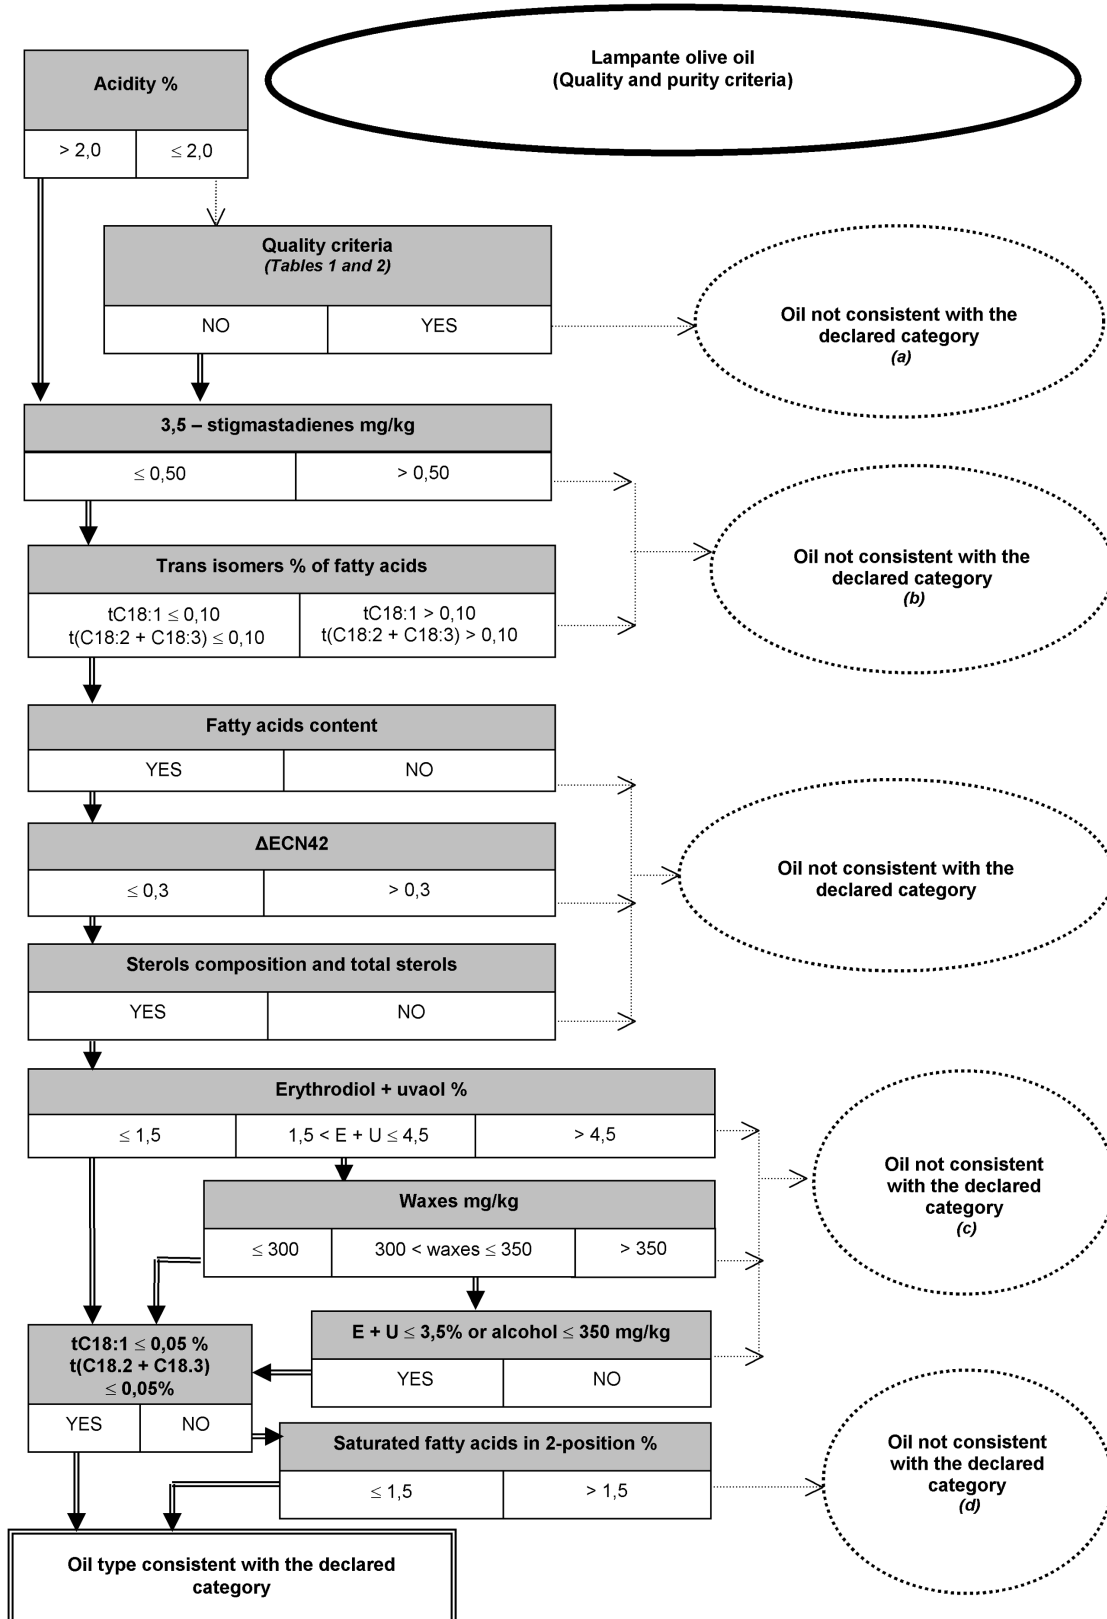 Lampante olive oil
(Quality and purity criteria)
Acidity %
> 2,0
≤ 2,0
Quality criteria
(Tables 1 and 2)
NO
YES
Oil not consistent with the
declared category
(a)
3,5 – stigmastadienes mg/kg
≤ 0,50
> 0,50
Oil not consistent with the
declared category
(b)
Trans isomers % of fatty acids
tC18:1 ≤ 0,10
t(C18:2 + C18:3) ≤ 0,10
tC18:1 > 0,10
t(C18:2 + C18:3) > 0,10
Fatty acids content
YES
NO
ΔECN42
≤ 0,3
> 0,3
Oil not consistent with the
declared category
Sterols composition and total sterols
YES
NO
Erythrodiol + uvaol %
≤ 1,5
1,5 < E + U ≤ 4,5
> 4,5
Oil not consistent
with the declared
category
(c)
Waxes mg/kg
≤ 300
300 < waxes ≤ 350
> 350
E + U ≤ 3,5% or alcohol ≤ 350 mg/kg
YES
NO
tC18:1 ≤ 0,05 %
t(C18.2 + C18.3)
≤ 0,05%
YES
NO
Saturated fatty acids in 2-position %
≤ 1,5
> 1,5
Oil not consistent
with the declared
category
(d)
Oil type consistent with the declared
category